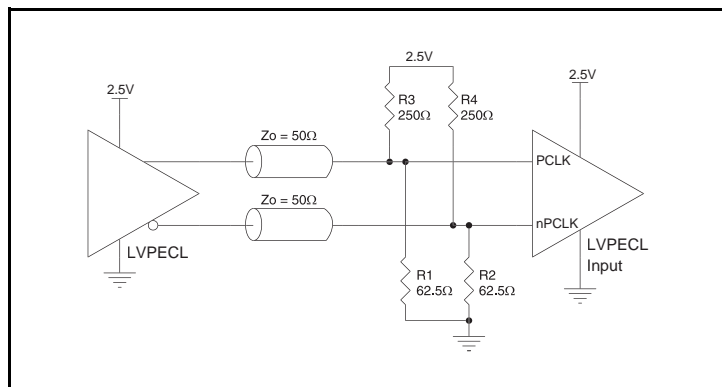 2.5V
2.5V
2.5V
R3
250Ω
R4
250Ω
Zo = 50Ω
PCLK
Zo = 50Ω
nPCLK
LVPECL
LVPECL
Input
R1
62.5Ω
R2
62.5Ω